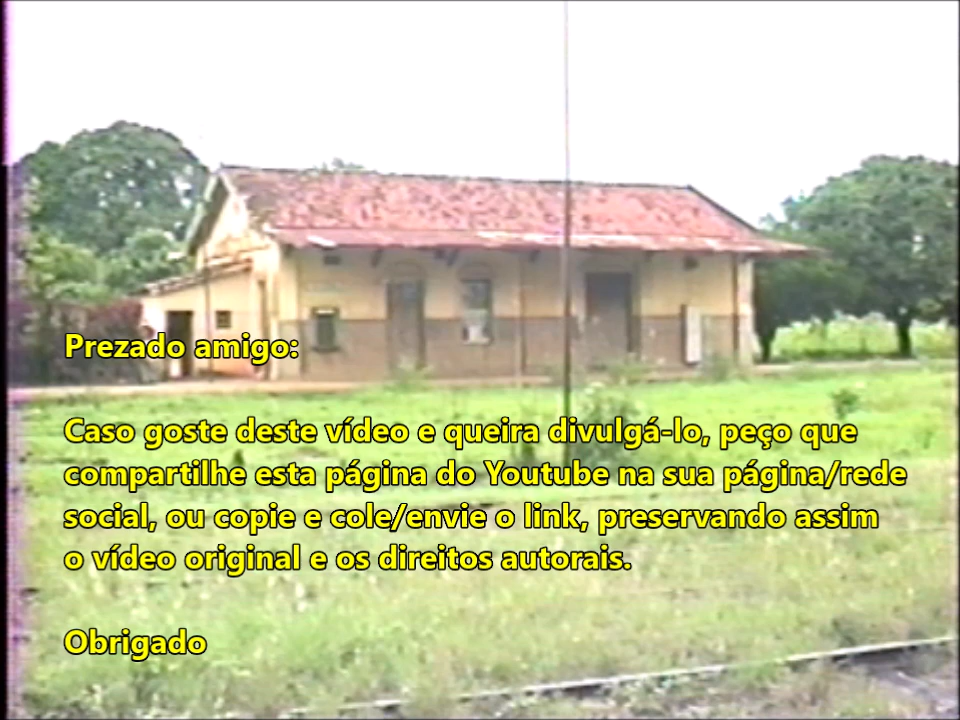 Prezado amigo:
Caso goste deste vídeo e queira divulgá-lo, peço que
compartilhe esta página do Youtube na sua página/rede
social, ou copie e cole/envie o link, preservando assim
o vídeo original e os direitos autorais.
Obrigado